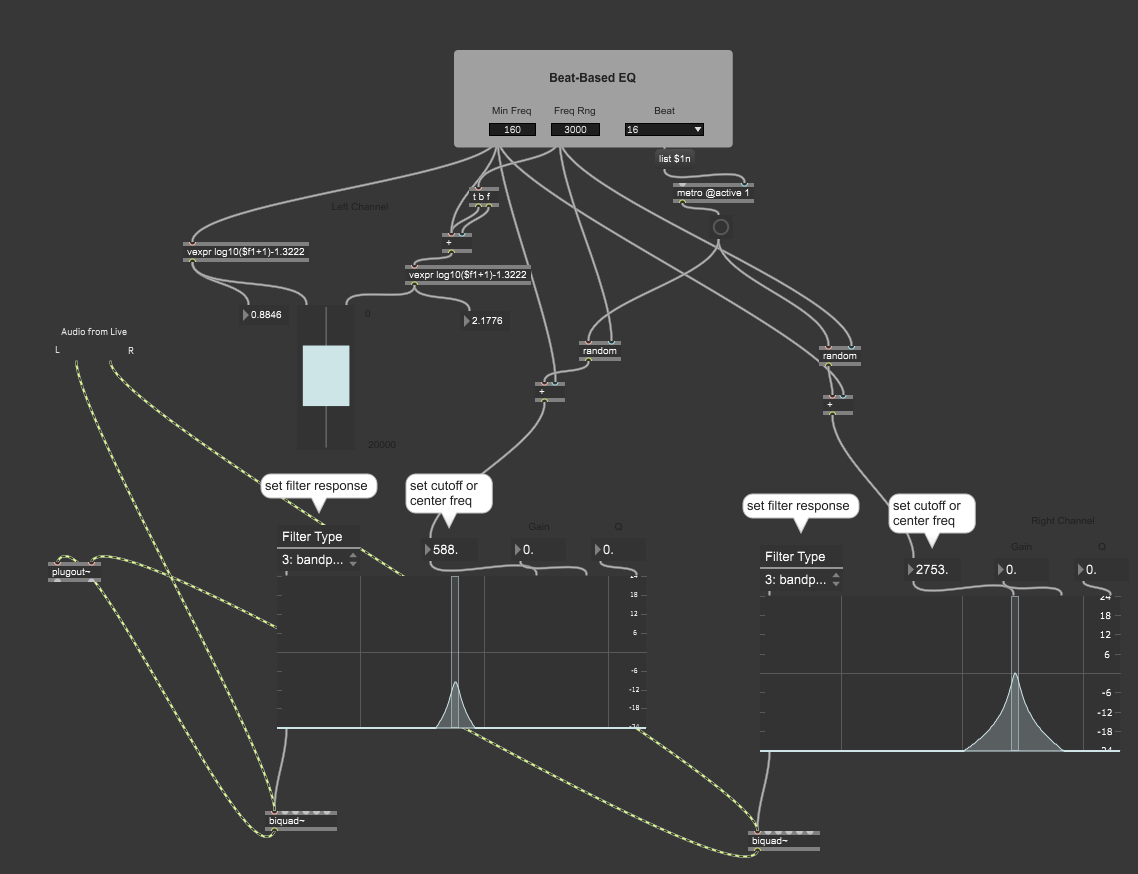 Beat-Based EQ
Min Freq Freq Rng Beat
160 3000 16
list $1n
metro @active 1
t b f
Left Channel
+
vexpr log10($f1+1)-1.3222
vexpr log10($f1+1)-1.3222
0.8846
0
2.1776
Audio from Live
L R
random
random
+
+
20000
set filter response
set cutoff or
center freq
set filter response
set cutoff or
center freq
Right Channel
Gain Q
Filter Type
3: bandp...
588.
0.
0.
Gain Q
Filter Type
3: bandp...
2753.
0.
0.
plugout~
24
18
12
6
-6
-12
-18
-24
24
18
12
6
-6
-12
-18
-24
biquad~
biquad~